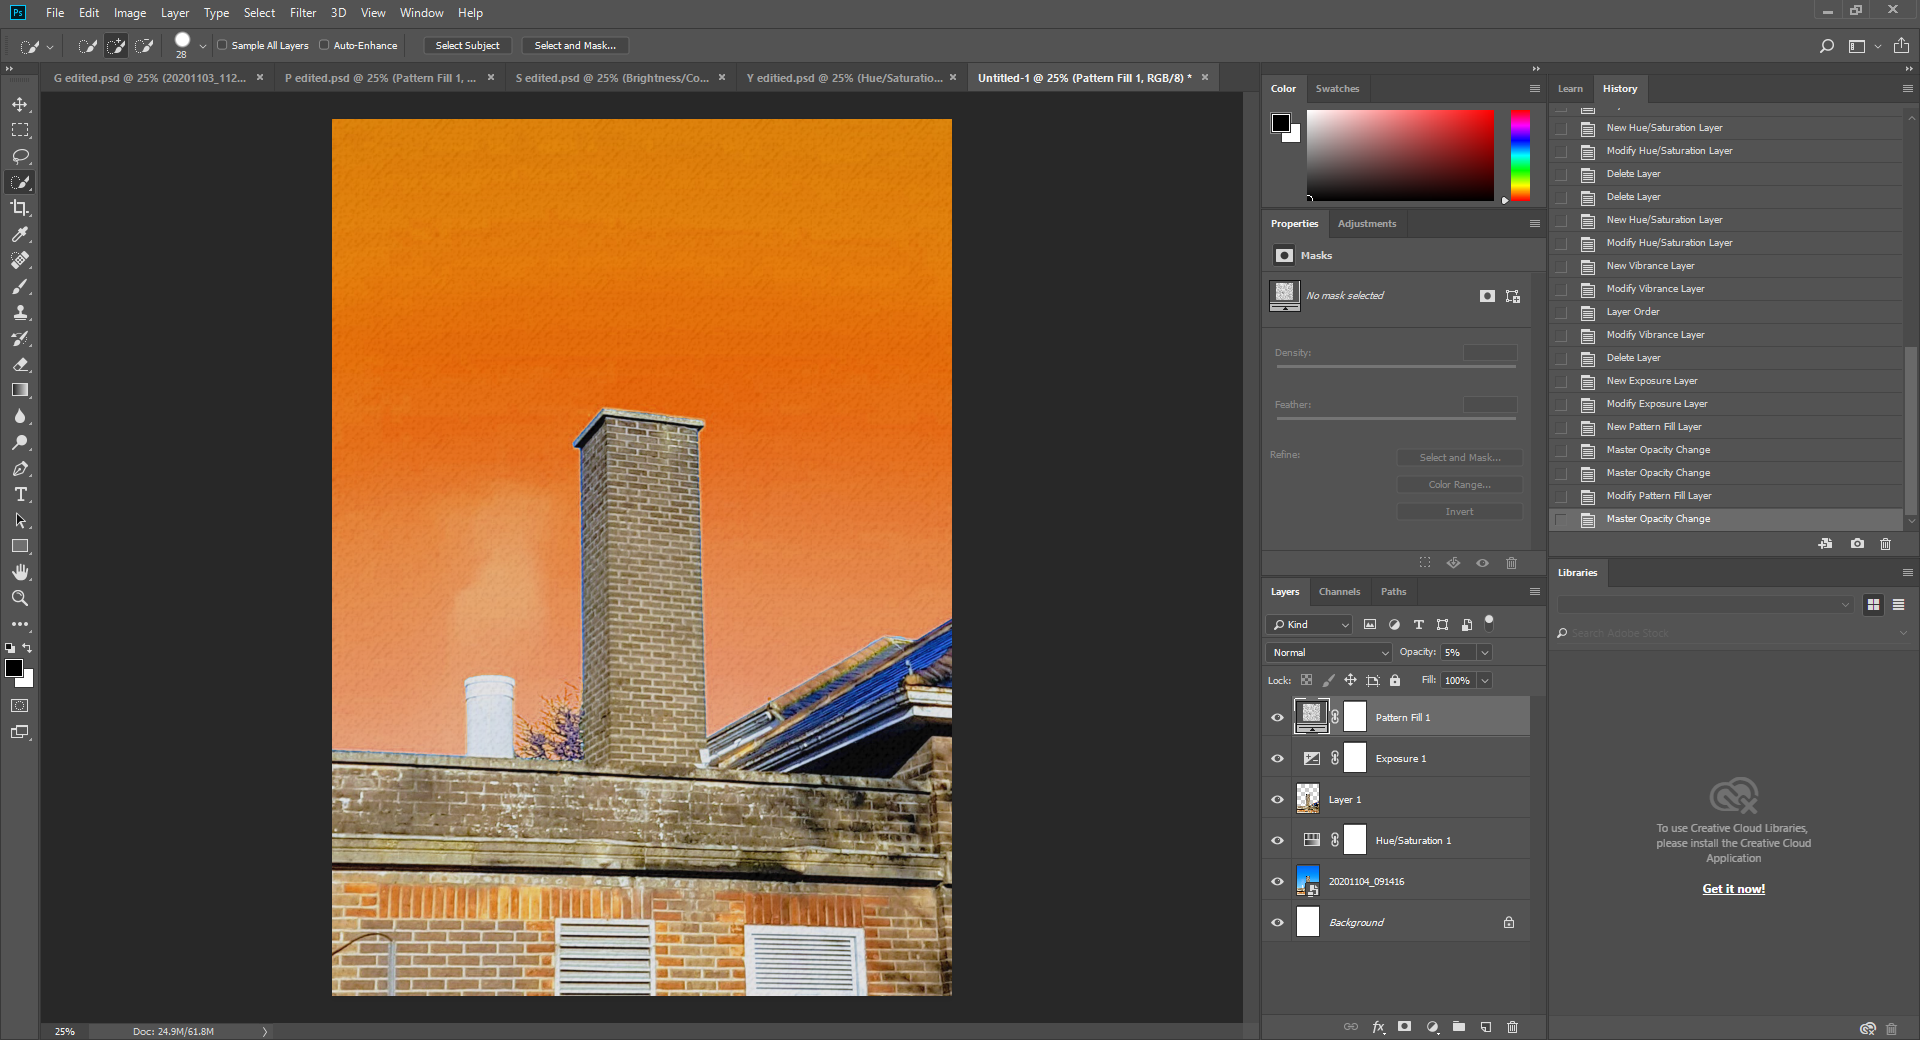 Ps File Edit Image Layer Type Select Filter 3D View Window Help
28 Sample All Layers Auto-Enhance Select Subject Select and Mask...
G edited.psd @ 25% (20201103_112... × P edited.psd @ 25% (Pattern Fill 1, ... × S edited.psd @ 25% (Brightness/Co... × Y editied.psd @ 25% (Hue/Saturatio... × Untitled-1 @ 25% (Pattern Fill 1, RGB/8) * ×
Color Swatches
Properties Adjustments
Masks
No mask selected
Density:
Feather:
Refine:
Select and Mask...
Color Range...
Invert
Layers Channels Paths
Kind
Normal Opacity: 5%
Lock: Fill: 100%
Pattern Fill 1
Exposure 1
Layer 1
Hue/Saturation 1
20201104_091416
Background
fx
Learn History
New Hue/Saturation Layer
Modify Hue/Saturation Layer
Delete Layer
Delete Layer
New Hue/Saturation Layer
Modify Hue/Saturation Layer
New Vibrance Layer
Modify Vibrance Layer
Layer Order
Modify Vibrance Layer
Delete Layer
New Exposure Layer
Modify Exposure Layer
New Pattern Fill Layer
Master Opacity Change
Master Opacity Change
Modify Pattern Fill Layer
Master Opacity Change
Libraries
Search Adobe Stock
To use Creative Cloud Libraries,
please install the Creative Cloud
Application
Get it now!
25% Doc: 24.9M/61.8M